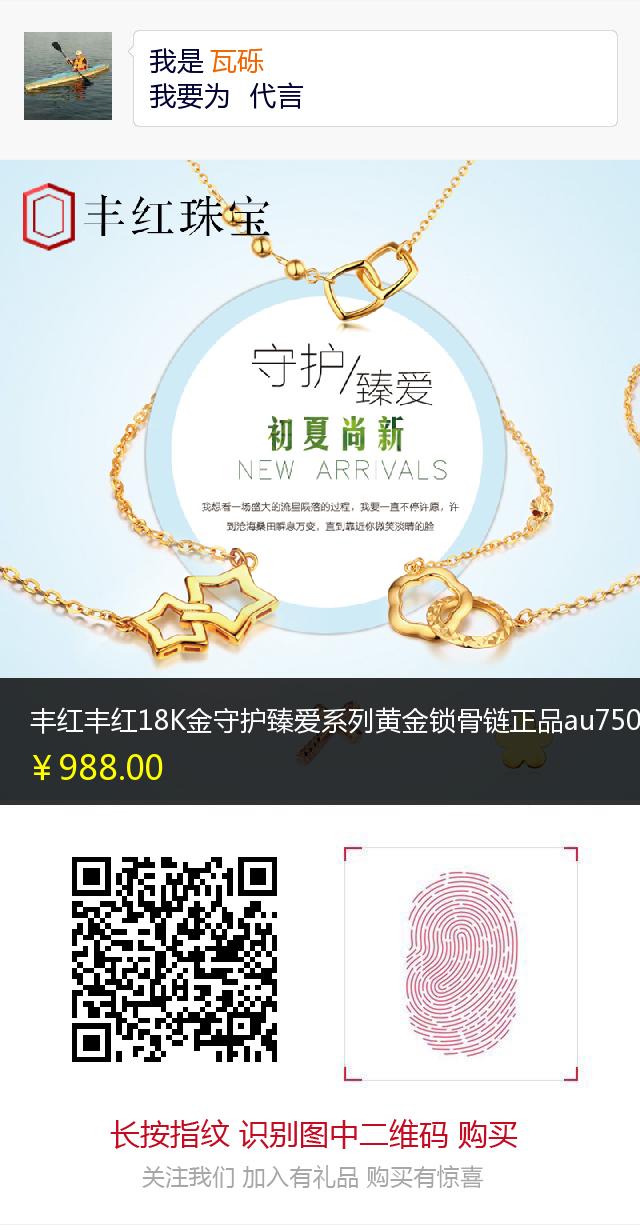 我是 瓦砾
我要为 代言
丰红珠宝
守护/臻爱
初夏尚新
NEW ARRIVALS
我想看一场盛大的流星陨落的过程，我要一直不停许愿，许
到沧海桑田瞬息万变，直到靠近你微笑淡晴的脸
丰红丰红18K金守护臻爱系列黄金锁骨链正品au750
￥988.00
长按指纹 识别图中二维码 购买
关注我们 加入有礼品 购买有惊喜